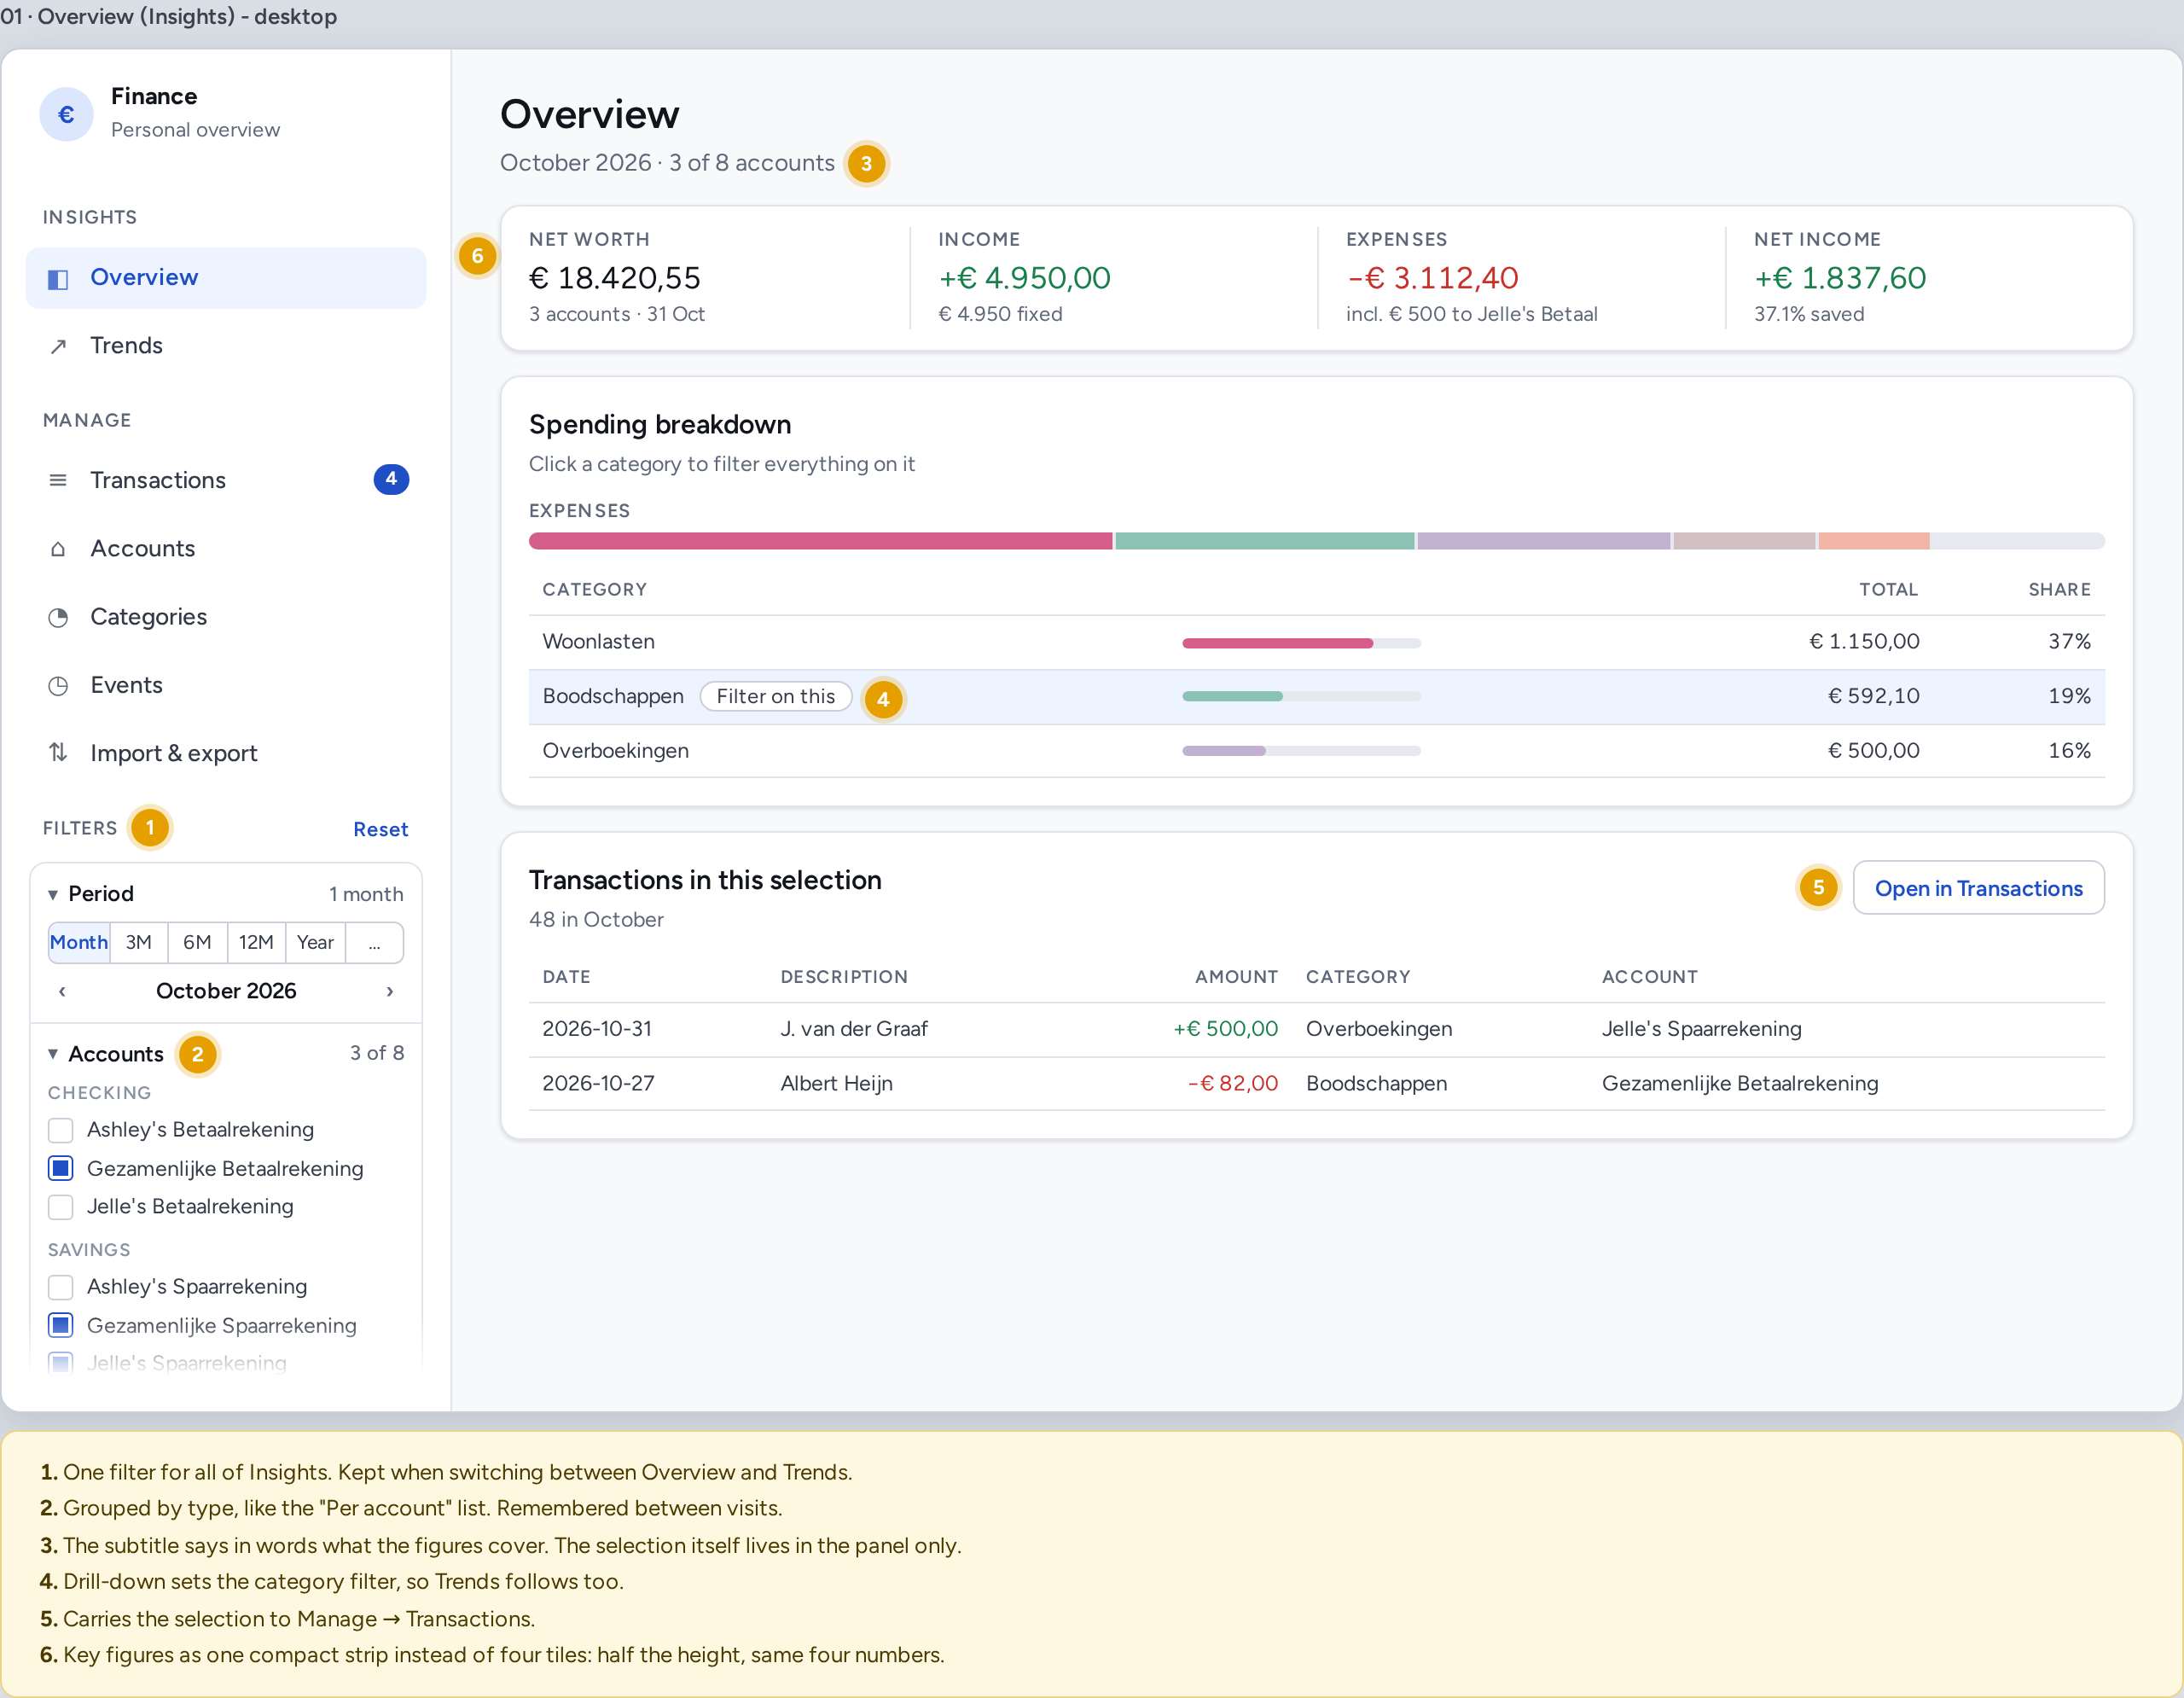 01 · Overview (Insights) - desktop
€
Finance
Personal overview
INSIGHTS
Overview
Trends
MANAGE
Transactions 4
Accounts
Categories
Events
Import & export
FILTERS 1 Reset
Period 1 month
Month 3M 6M 12M Year ...
‹ October 2026 ›
Accounts 2 3 of 8
CHECKING
Ashley's Betaalrekening
Gezamenlijke Betaalrekening
Jelle's Betaalrekening
SAVINGS
Ashley's Spaarrekening
Gezamenlijke Spaarrekening
Jelle's Spaarrekening
Overview
October 2026 · 3 of 8 accounts 3
6
NET WORTH
€ 18.420,55
3 accounts · 31 Oct
INCOME
+€ 4.950,00
€ 4.950 fixed
EXPENSES
−€ 3.112,40
incl. € 500 to Jelle's Betaal
NET INCOME
+€ 1.837,60
37.1% saved
Spending breakdown
Click a category to filter everything on it
EXPENSES
CATEGORY TOTAL SHARE
Woonlasten € 1.150,00 37%
Boodschappen Filter on this 4 € 592,10 19%
Overboekingen € 500,00 16%
Transactions in this selection
48 in October
5 Open in Transactions
DATE DESCRIPTION AMOUNT CATEGORY ACCOUNT
2026-10-31 J. van der Graaf +€ 500,00 Overboekingen Jelle's Spaarrekening
2026-10-27 Albert Heijn −€ 82,00 Boodschappen Gezamenlijke Betaalrekening
1. One filter for all of Insights. Kept when switching between Overview and Trends.
2. Grouped by type, like the "Per account" list. Remembered between visits.
3. The subtitle says in words what the figures cover. The selection itself lives in the panel only.
4. Drill-down sets the category filter, so Trends follows too.
5. Carries the selection to Manage → Transactions.
6. Key figures as one compact strip instead of four tiles: half the height, same four numbers.